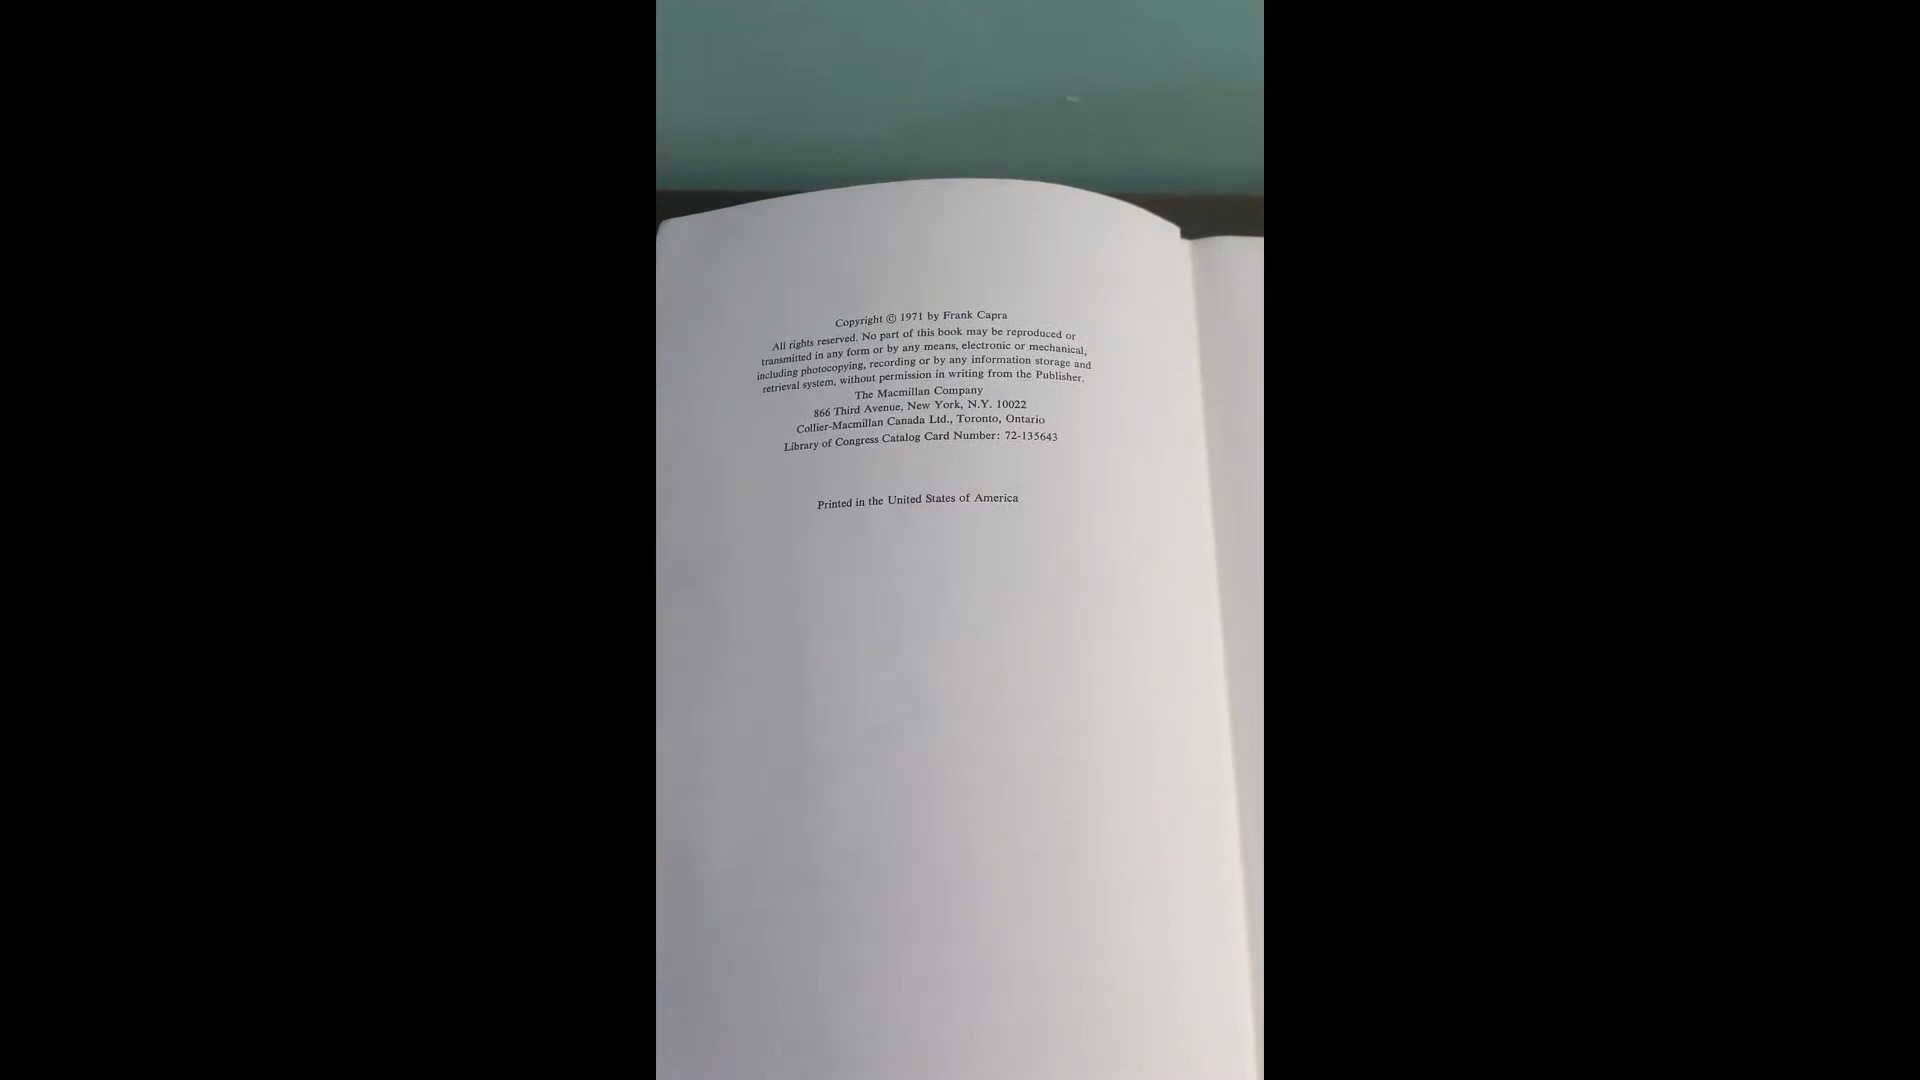 Copyright © 1971 by Frank Capra
All rights reserved. No part of this book may be reproduced or
transmitted in any form or by any means, electronic or mechanical,
including photocopying, recording or by any information storage and
retrieval system, without permission in writing from the Publisher.
The Macmillan Company
866 Third Avenue, New York, N.Y. 10022
Collier-Macmillan Canada Ltd., Toronto, Ontario
Library of Congress Catalog Card Number: 72-135643
Printed in the United States of America